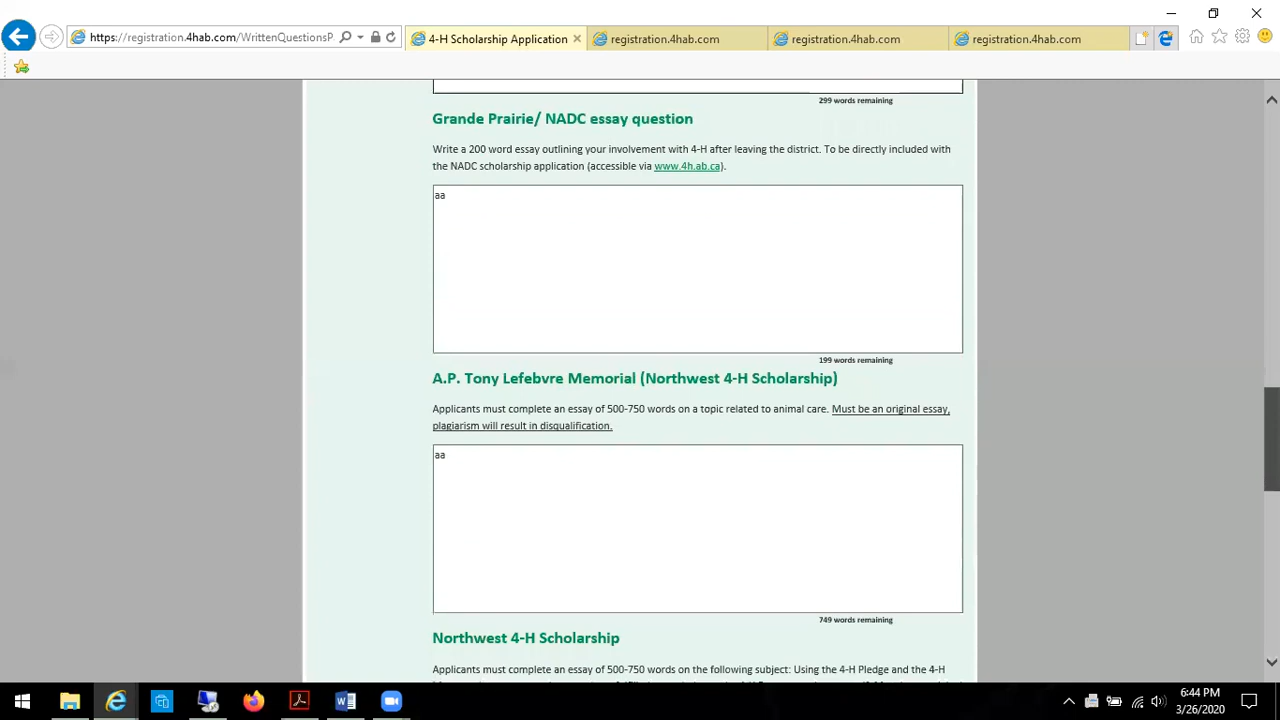 https://registration.4hab.com/WrittenQuestionsP
4-H Scholarship Application
registration.4hab.com
registration.4hab.com
registration.4hab.com
299 words remaining
Grande Prairie/ NADC essay question
Write a 200 word essay outlining your involvement with 4-H after leaving the district. To be directly included with
the NADC scholarship application (accessible via www.4h.ab.ca).
aa
199 words remaining
A.P. Tony Lefebvre Memorial (Northwest 4-H Scholarship)
Applicants must complete an essay of 500-750 words on a topic related to animal care. Must be an original essay,
plagiarism will result in disqualification.
aa
749 words remaining
Northwest 4-H Scholarship
Applicants must complete an essay of 500-750 words on the following subject: Using the 4-H Pledge and the 4-H
6:44 PM
3/26/2020